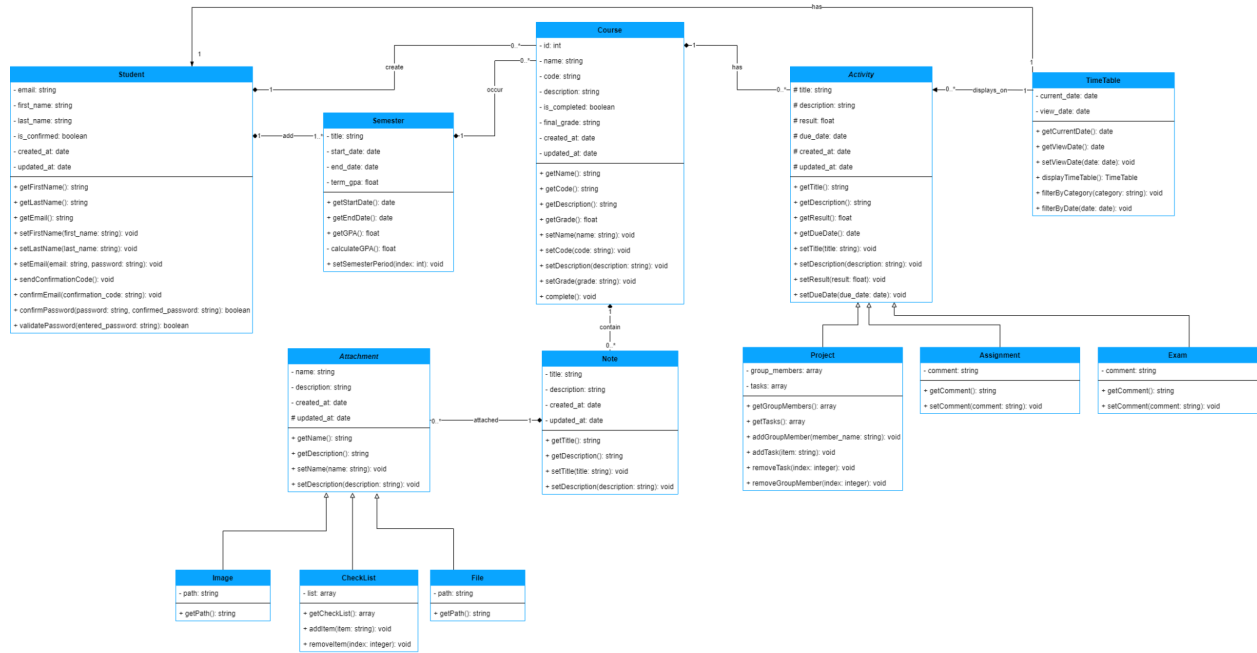 has
1
1
Student
- email: string
- first_name: string
- last_name: string
- is_confirmed: boolean
- created_at: date
- updated_at: date
+ getFirstName(): string
+ getLastName(): string
+ getEmail(): string
+ setFirstName(first_name: string): void
+ setLastName(last_name: string): void
+ setEmail(email: string, password: string): void
+ sendConfirmationCode(): void
+ confirmEmail(confirmation_code: string): void
+ confirmPassword(password: string, confirmed_password: string): boolean
+ validatePassword(entered_password: string): boolean
1
create
0..*
1
add
1..*
Semester
- title: string
- start_date: date
- end_date: date
- term_gpa: float
+ getStartDate(): date
+ getEndDate(): date
+ getGPA(): float
- calculateGPA(): float
+ setSemesterPeriod(index: int): void
1
occur
0..*
Course
- id: int
- name: string
- code: string
- description: string
- is_completed: boolean
- final_grade: string
- created_at: date
- updated_at: date
+ getName(): string
+ getCode(): string
+ getDescription(): string
+ getGrade(): float
+ setName(name: string): void
+ setCode(code: string): void
+ setDescription(description: string): void
+ setGrade(grade: string): void
+ complete(): void
1
has
0..*
Activity
# title: string
# description: string
# result: float
# due_date: date
# created_at: date
# updated_at: date
+ getTitle(): string
+ getDescription(): string
+ getResult(): float
+ getDueDate(): date
+ setTitle(title: string): void
+ setDescription(description: string): void
+ setResult(result: float): void
+ setDueDate(due_date: date): void
0..*
displays_on
1
TimeTable
- current_date: date
- view_date: date
+ getCurrentDate(): date
+ getViewDate(): date
+ setViewDate(date: date): void
+ displayTimeTable(): TimeTable
+ filterByCategory(category: string): void
+ filterByDate(date: date): void
1
contain
0..*
Attachment
- name: string
- description: string
- created_at: date
# updated_at: date
+ getName(): string
+ getDescription(): string
+ setName(name: string): void
+ setDescription(description: string): void
0..*
attached
1
Note
- title: string
- description: string
- created_at: date
- updated_at: date
+ getTitle(): string
+ getDescription(): string
+ setTitle(title: string): void
+ setDescription(description: string): void
Project
- group_members: array
- tasks: array
+ getGroupMembers(): array
+ getTasks(): array
+ addGroupMember(member_name: string): void
+ addTask(item: string): void
+ removeTask(index: integer): void
+ removeGroupMember(index: integer): void
Assignment
- comment: string
+ getComment(): string
+ setComment(comment: string): void
Exam
- comment: string
+ getComment(): string
+ setComment(comment: string): void
Image
- path: string
+ getPath(): string
CheckList
- list: array
+ getCheckList(): array
+ addItem(item: string): void
+ removeItem(index: integer): void
File
- path: string
+ getPath(): string